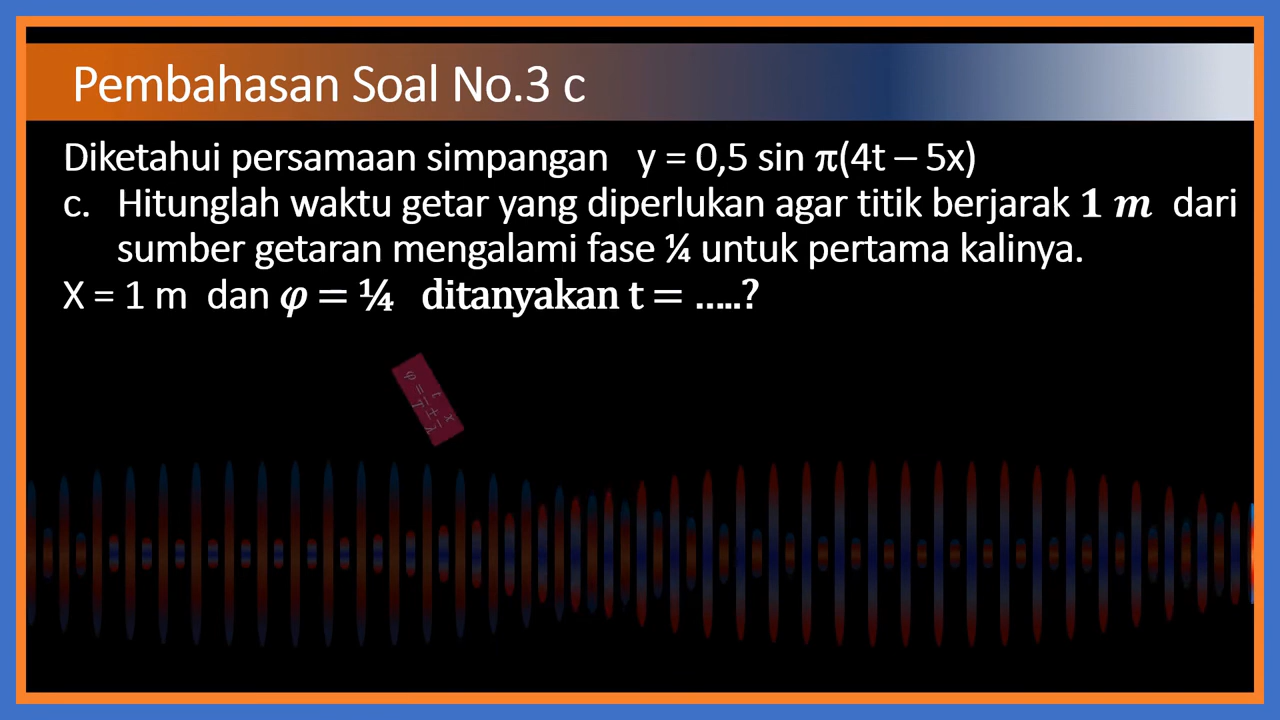 Pembahasan Soal No.3 c
Diketahui persamaan simpangan y = 0,5 sin π(4t – 5x)
c. Hitunglah waktu getar yang diperlukan agar titik berjarak 1 m dari
sumber getaran mengalami fase ¼ untuk pertama kalinya.
X = 1 m dan φ = ¼ ditanyakan t = .....?